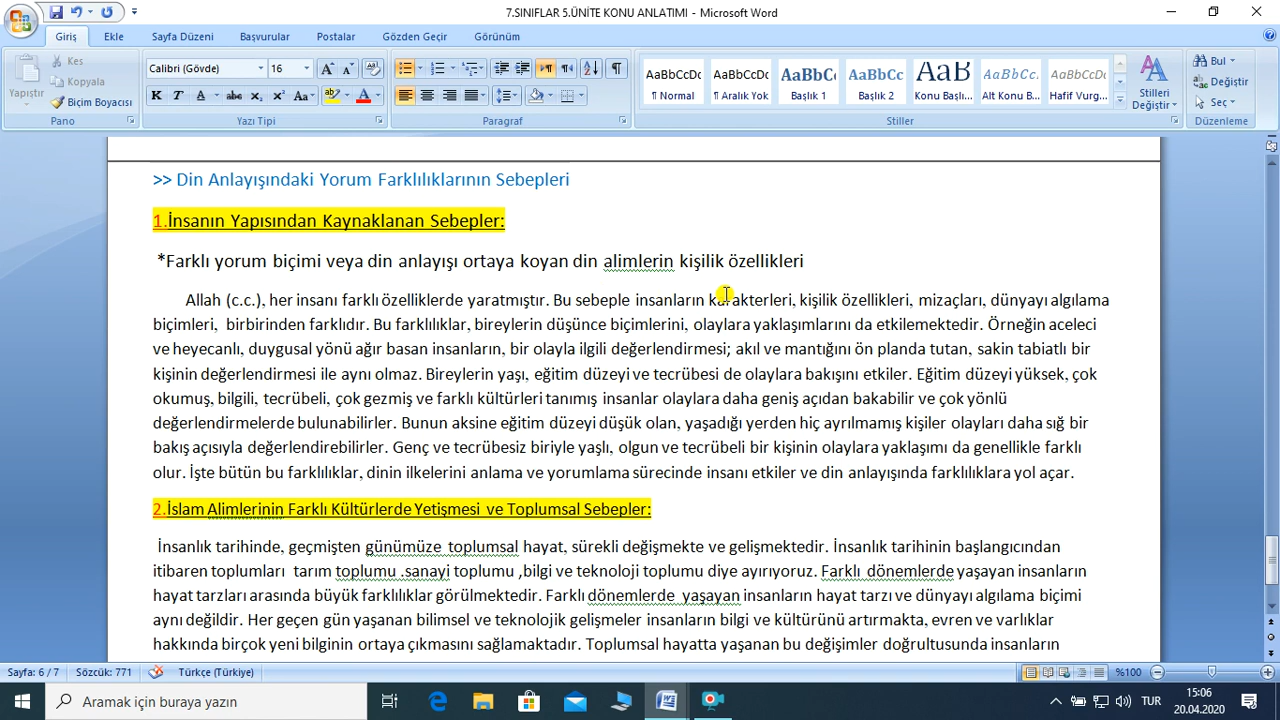 7.SINIFLAR 5.ÜNİTE KONU ANLATIMI - Microsoft Word
Giriş Ekle Sayfa Düzeni Başvurular Postalar Gözden Geçir Görünüm
Yapıştır
Kes
Kopyala
Biçim Boyacısı
Pano
Calibri (Gövde) 16
K T A abc x₂ x² Aa
Yazı Tipi
Paragraf
AaBbCcDc AaBbCcDc AaBbCc AaBbCc AaB AaBbCc. AaBbCcDc
¶ Normal ¶ Aralık Yok Başlık 1 Başlık 2 Konu Başlı... Alt Konu B... Hafif Vurg...
Stilleri Değiştir
Stiller
Bul
Değiştir
Seç
Düzenleme
>> Din Anlayışındaki Yorum Farklılıklarının Sebepleri
1.İnsanın Yapısından Kaynaklanan Sebepler:
*Farklı yorum biçimi veya din anlayışı ortaya koyan din alimlerin kişilik özellikleri
Allah (c.c.), her insanı farklı özelliklerde yaratmıştır. Bu sebeple insanların karakterleri, kişilik özellikleri, mizaçları, dünyayı algılama
biçimleri, birbirinden farklıdır. Bu farklılıklar, bireylerin düşünce biçimlerini, olaylara yaklaşımlarını da etkilemektedir. Örneğin aceleci
ve heyecanlı, duygusal yönü ağır basan insanların, bir olayla ilgili değerlendirmesi; akıl ve mantığını ön planda tutan, sakin tabiatlı bir
kişinin değerlendirmesi ile aynı olmaz. Bireylerin yaşı, eğitim düzeyi ve tecrübesi de olaylara bakışını etkiler. Eğitim düzeyi yüksek, çok
okumuş, bilgili, tecrübeli, çok gezmiş ve farklı kültürleri tanımış insanlar olaylara daha geniş açıdan bakabilir ve çok yönlü
değerlendirmelerde bulunabilirler. Bunun aksine eğitim düzeyi düşük olan, yaşadığı yerden hiç ayrılmamış kişiler olayları daha sığ bir
bakış açısıyla değerlendirebilirler. Genç ve tecrübesiz biriyle yaşlı, olgun ve tecrübeli bir kişinin olaylara yaklaşımı da genellikle farklı
olur. İşte bütün bu farklılıklar, dinin ilkelerini anlama ve yorumlama sürecinde insanı etkiler ve din anlayışında farklılıklara yol açar.
2.İslam Alimlerinin Farklı Kültürlerde Yetişmesi ve Toplumsal Sebepler:
İnsanlık tarihinde, geçmişten günümüze toplumsal hayat, sürekli değişmekte ve gelişmektedir. İnsanlık tarihinin başlangıcından
itibaren toplumları tarım toplumu .sanayi toplumu ,bilgi ve teknoloji toplumu diye ayırıyoruz. Farklı dönemlerde yaşayan insanların
hayat tarzları arasında büyük farklılıklar görülmektedir. Farklı dönemlerde yaşayan insanların hayat tarzı ve dünyayı algılama biçimi
aynı değildir. Her geçen gün yaşanan bilimsel ve teknolojik gelişmeler insanların bilgi ve kültürünü artırmakta, evren ve varlıklar
hakkında birçok yeni bilginin ortaya çıkmasını sağlamaktadır. Toplumsal hayatta yaşanan bu değişimler doğrultusunda insanların
Sayfa: 6 / 7 Sözcük: 771 Türkçe (Türkiye) %100
Aramak için buraya yazın
TUR
15:06
20.04.2020